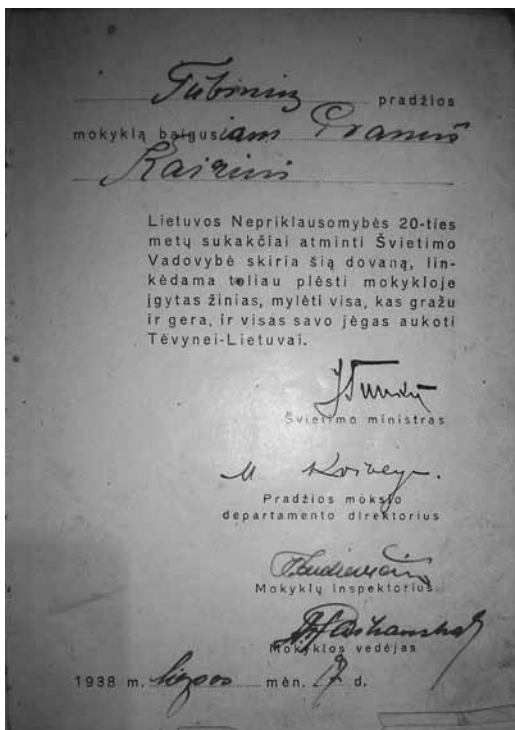 Tūbinių pradžios
mokyklą baigusiam Pranui
Kairiui
Lietuvos Nepriklausomybės 20-ties
metų sukakčiai atminti Švietimo
Vadovybė skiria šią dovaną, lin-
kėdama toliau plėsti mokykloje
įgytas žinias, mylėti visa, kas gražu
ir gera, ir visas savo jėgas aukoti
Tėvynei-Lietuvai.
Švietimo ministras
Pradžios mokslo
departamento direktorius
Mokyklų inspektorius
Mokyklos vedėjas
1938 m. liepos mėn. 17 d.